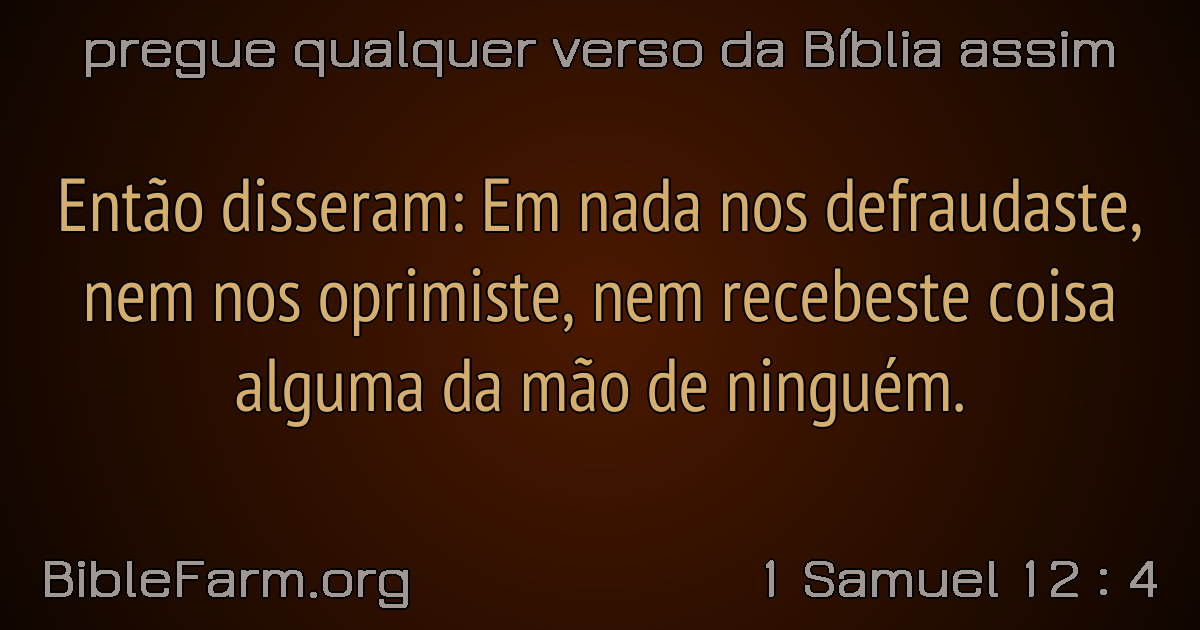 pregue qualquer verso da Bíblia assim
Então disseram: Em nada nos defraudaste,
nem nos oprimiste, nem recebeste coisa
alguma da mão de ninguém.
BibleFarm.org
1 Samuel 12 : 4